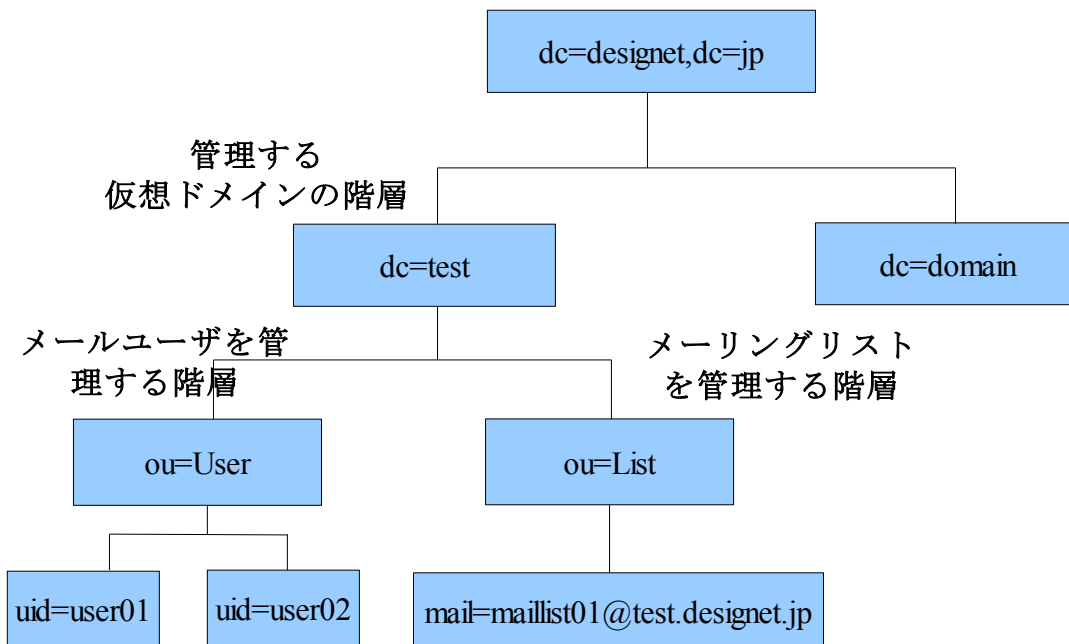 dc=designet,dc=jp
管理する
仮想ドメインの階層
dc=test
dc=domain
メールユーザを管
理する階層
メーリングリスト
を管理する階層
ou=User
ou=List
uid=user01
uid=user02
mail=maillist01@test.designet.jp